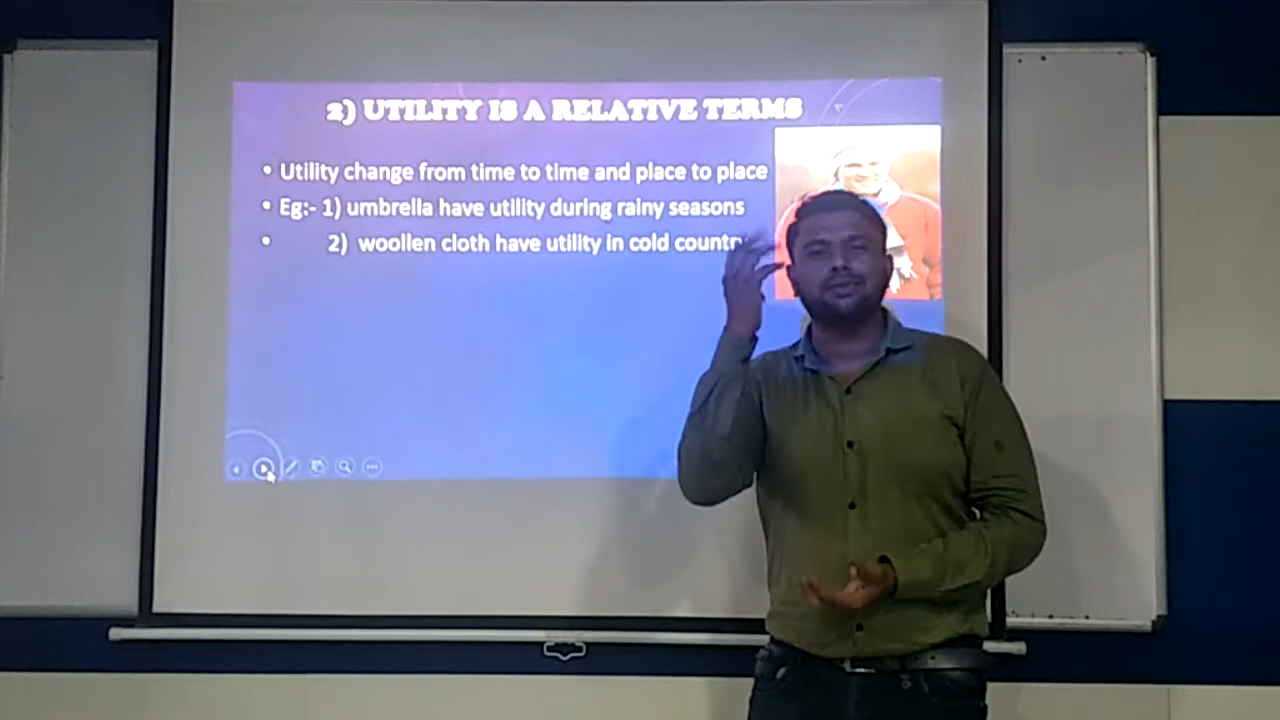 2) UTILITY IS A RELATIVE TERMS
• Utility change from time to time and place to place
• Eg:- 1) umbrella have utility during rainy seasons
• 2) woollen cloth have utility in cold country